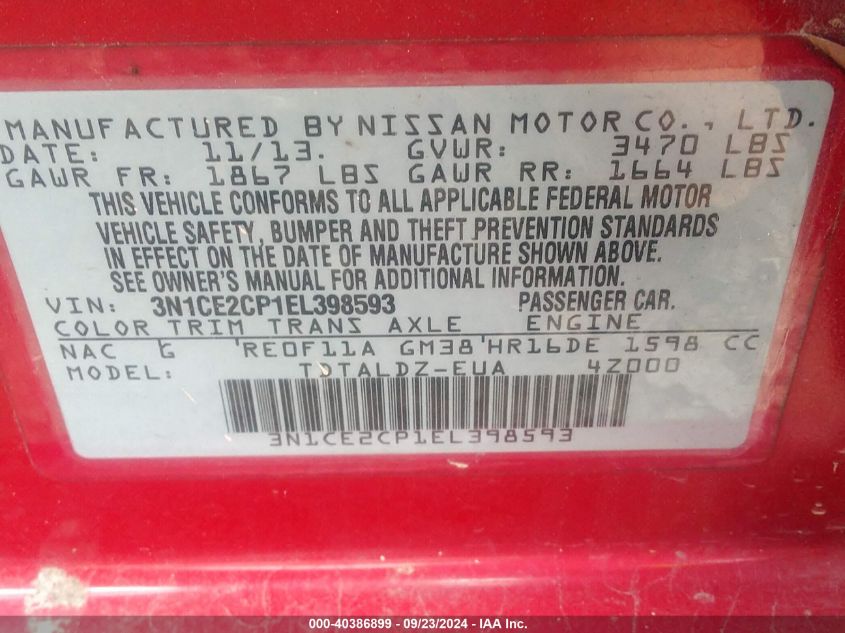 MANUFACTURED BY NISSAN MOTOR CO., LTD.
DATE: 11/13. GVWR: 3470 LBS
GAWR FR: 1867 LBS GAWR RR: 1664 LBS
THIS VEHICLE CONFORMS TO ALL APPLICABLE FEDERAL MOTOR
VEHICLE SAFETY, BUMPER AND THEFT PREVENTION STANDARDS
IN EFFECT ON THE DATE OF MANUFACTURE SHOWN ABOVE.
SEE OWNER'S MANUAL FOR ADDITIONAL INFORMATION.
VIN: 3N1CE2CP1EL398593 PASSENGER CAR.
COLOR TRIM TRANS AXLE ENGINE
NAC G 'RE0F11A GM38'HR16DE 1598 CC
MODEL: TDTALDZ-EUA 4Z000
3N1CE2CP1EL398593
000-40386899 - 09/23/2024 - IAA, Inc.